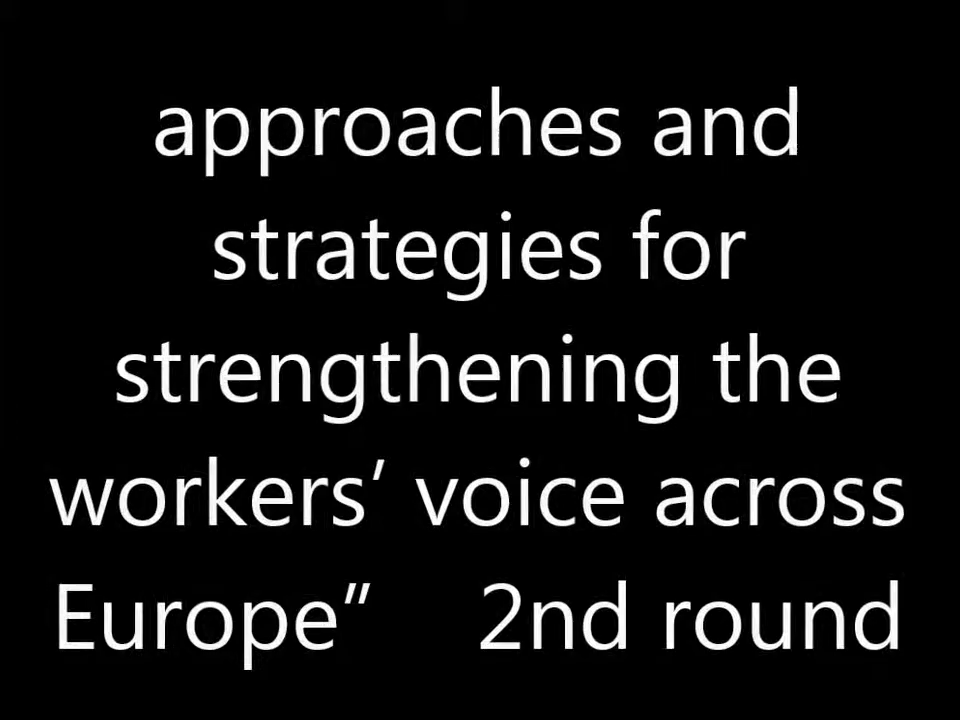 approaches and
strategies for
strengthening the
workers’ voice across
Europe” 2nd round